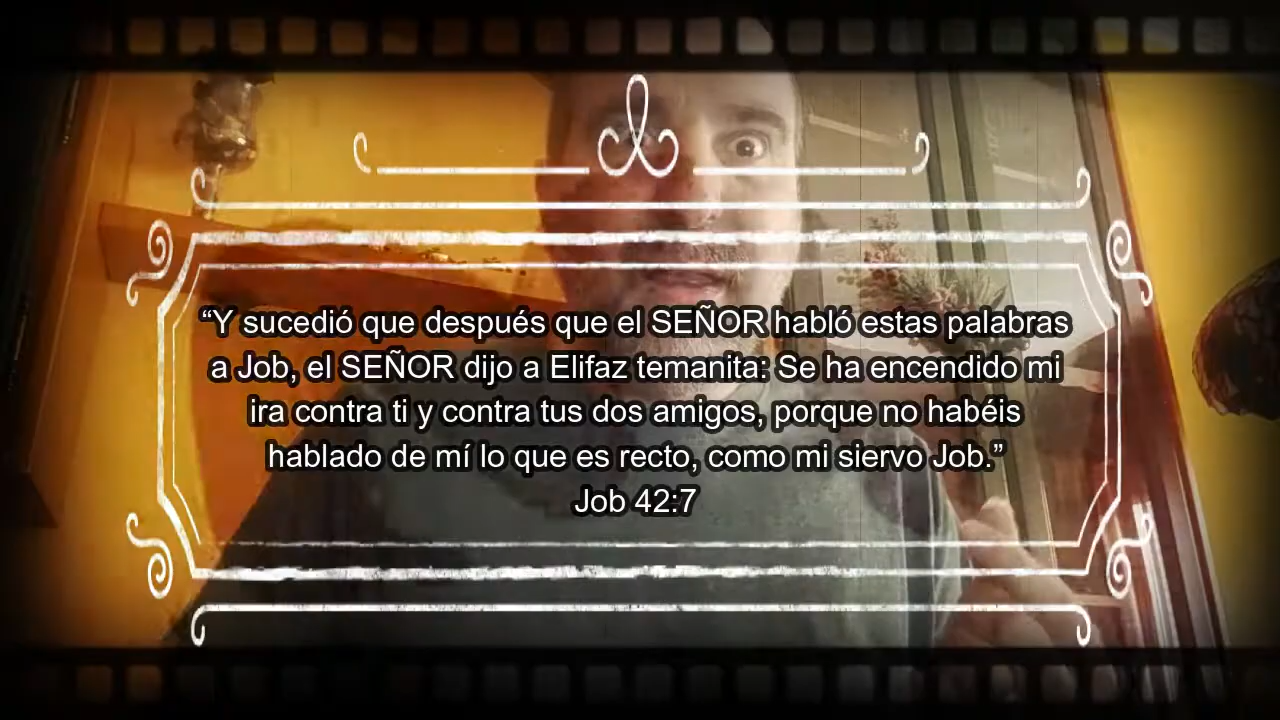 “Y sucedió que después que el SEÑOR habló estas palabras
a Job, el SEÑOR dijo a Elifaz temanita: Se ha encendido mi
ira contra ti y contra tus dos amigos, porque no habéis
hablado de mí lo que es recto, como mi siervo Job.”
Job 42:7